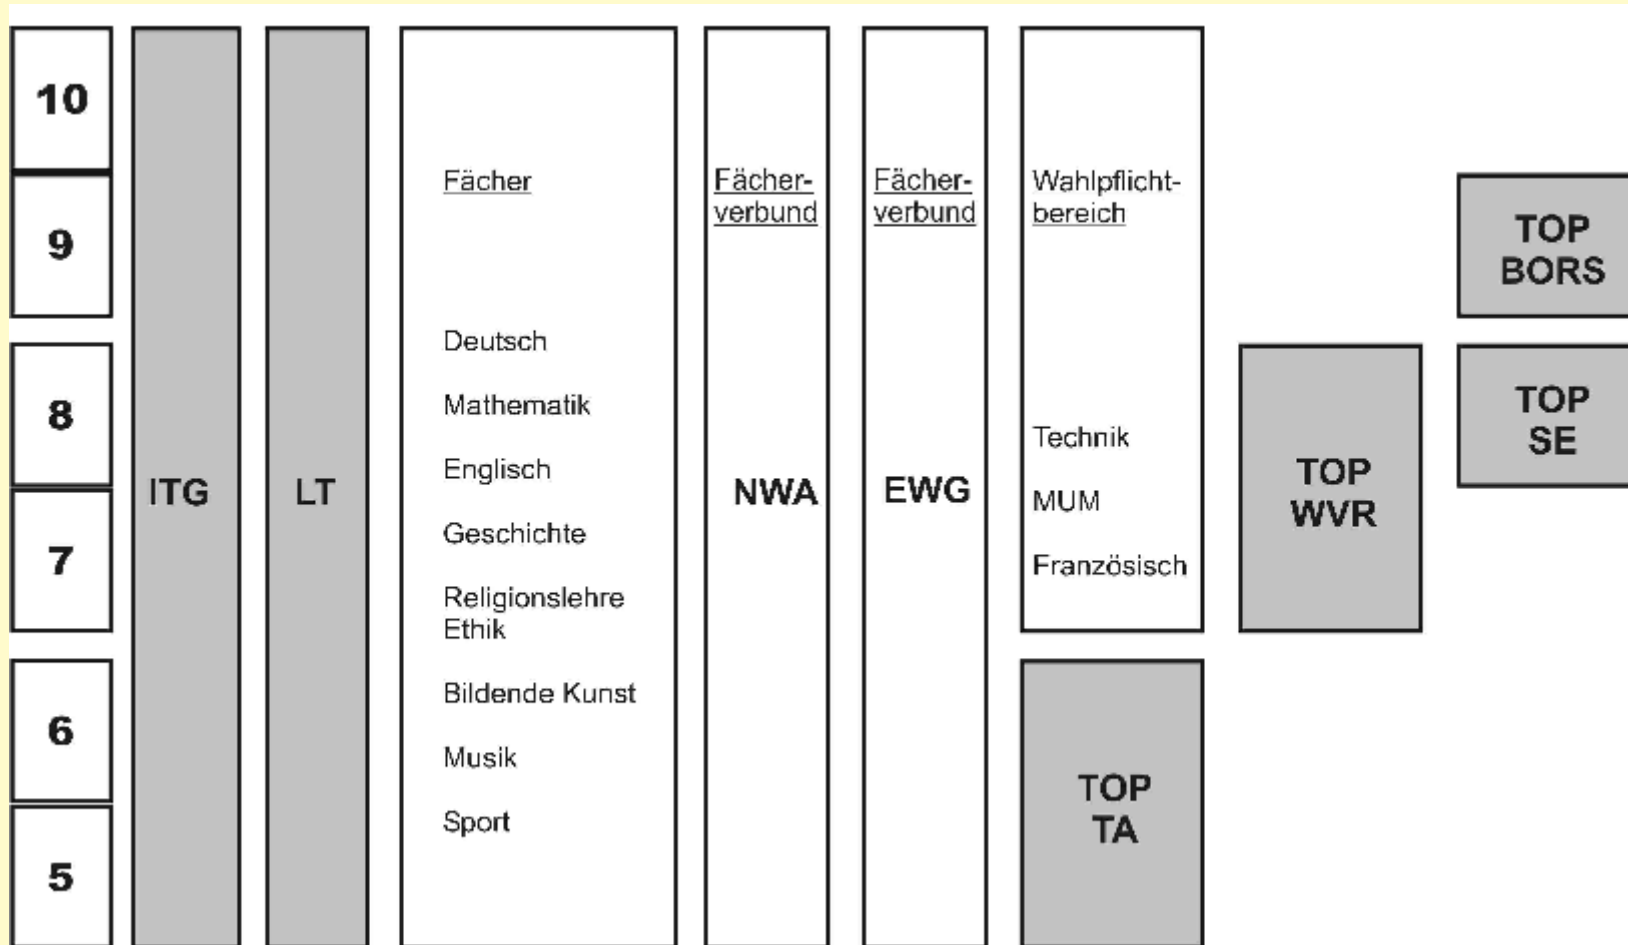 10
9
8
7
6
5
ITG
LT
Fächer
Deutsch
Mathematik
Englisch
Geschichte
Religionslehre
Ethik
Bildende Kunst
Musik
Sport
Fächer-
verbund
NWA
Fächer-
verbund
EWG
Wahlpflicht-
bereich
Technik
MUM
Französisch
TOP
TA
TOP
WVR
TOP
BORS
TOP
SE